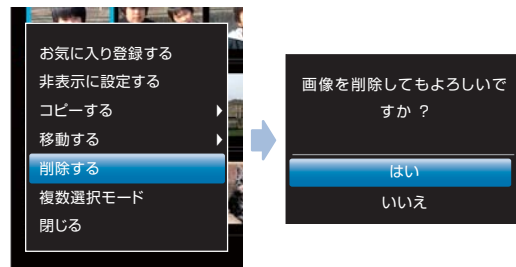 お気に入り登録する
非表示に設定する
コピーする
移動する
削除する
複数選択モード
閉じる
画像を削除してもよろしいで
すか ?
はい
いいえ